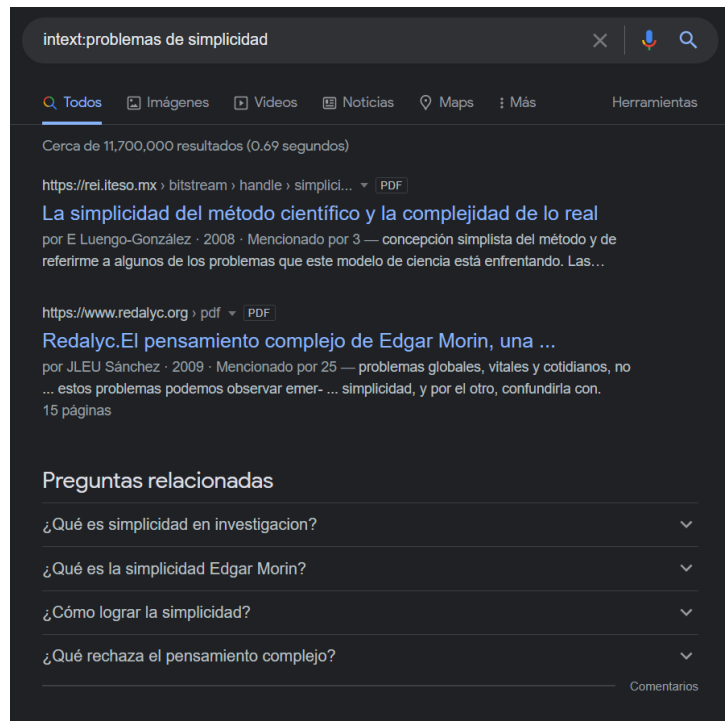 intext:problemas de simplicidad
Todos Imágenes Videos Noticias Maps Más Herramientas
Cerca de 11,700,000 resultados (0.69 segundos)
https://rei.iteso.mx › bitstream › handle › simplici... PDF
La simplicidad del método científico y la complejidad de lo real
por E Luengo-González · 2008 · Mencionado por 3 — concepción simplista del método y de
referirme a algunos de los problemas que este modelo de ciencia está enfrentando. Las…
https://www.redalyc.org › pdf PDF
Redalyc.El pensamiento complejo de Edgar Morin, una ...
por JLEU Sánchez · 2009 · Mencionado por 25 — problemas globales, vitales y cotidianos, no
... estos problemas podemos observar emer- ... simplicidad, y por el otro, confundirla con.
15 páginas
Preguntas relacionadas
¿Qué es simplicidad en investigacion?
¿Qué es la simplicidad Edgar Morin?
¿Cómo lograr la simplicidad?
¿Qué rechaza el pensamiento complejo?
Comentarios